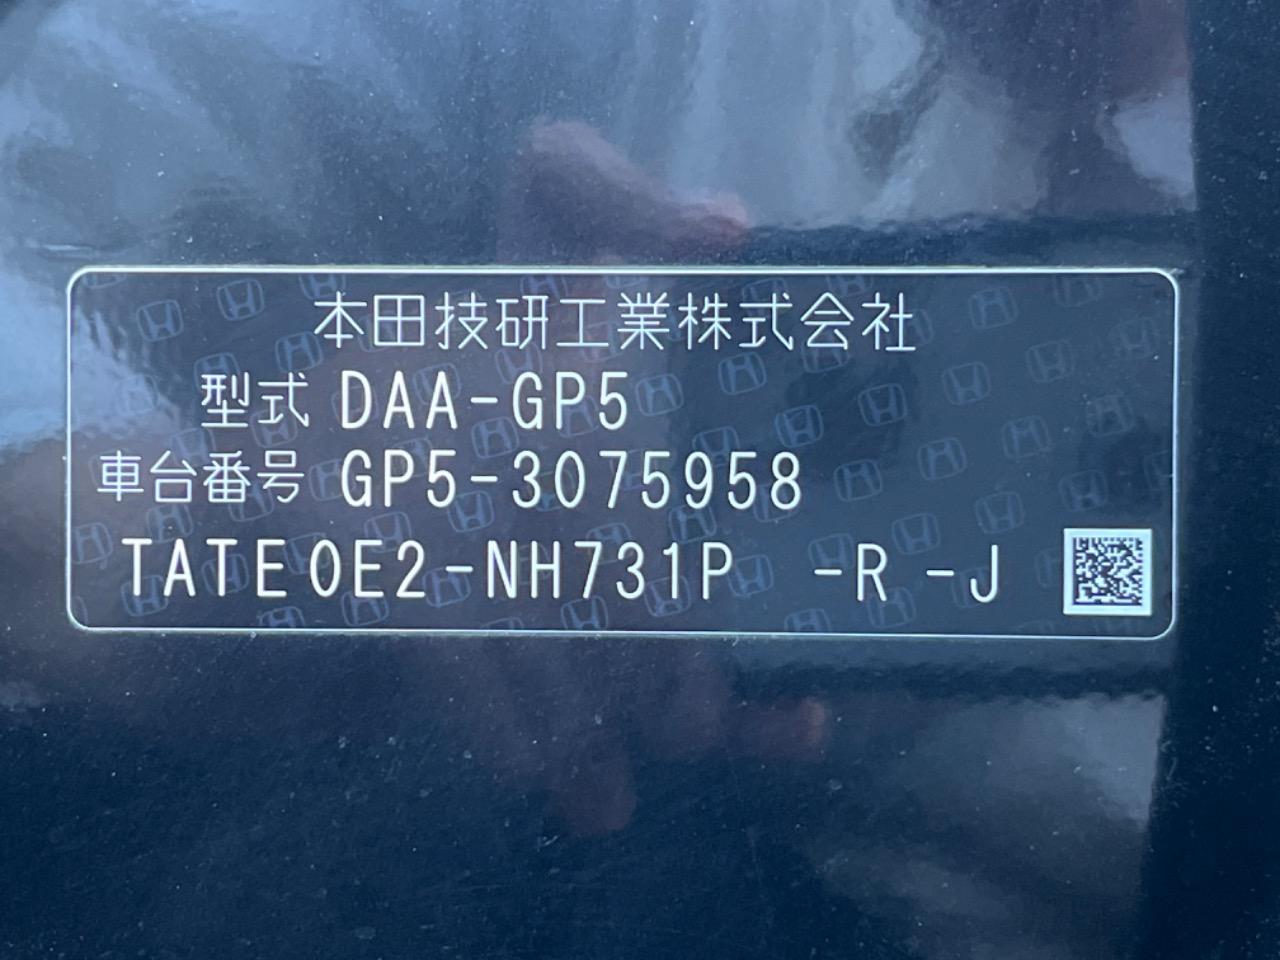 本田技研工業株式会社
型式 DAA-GP5
車台番号 GP5-3075958
TATE0E2-NH731P -R -J